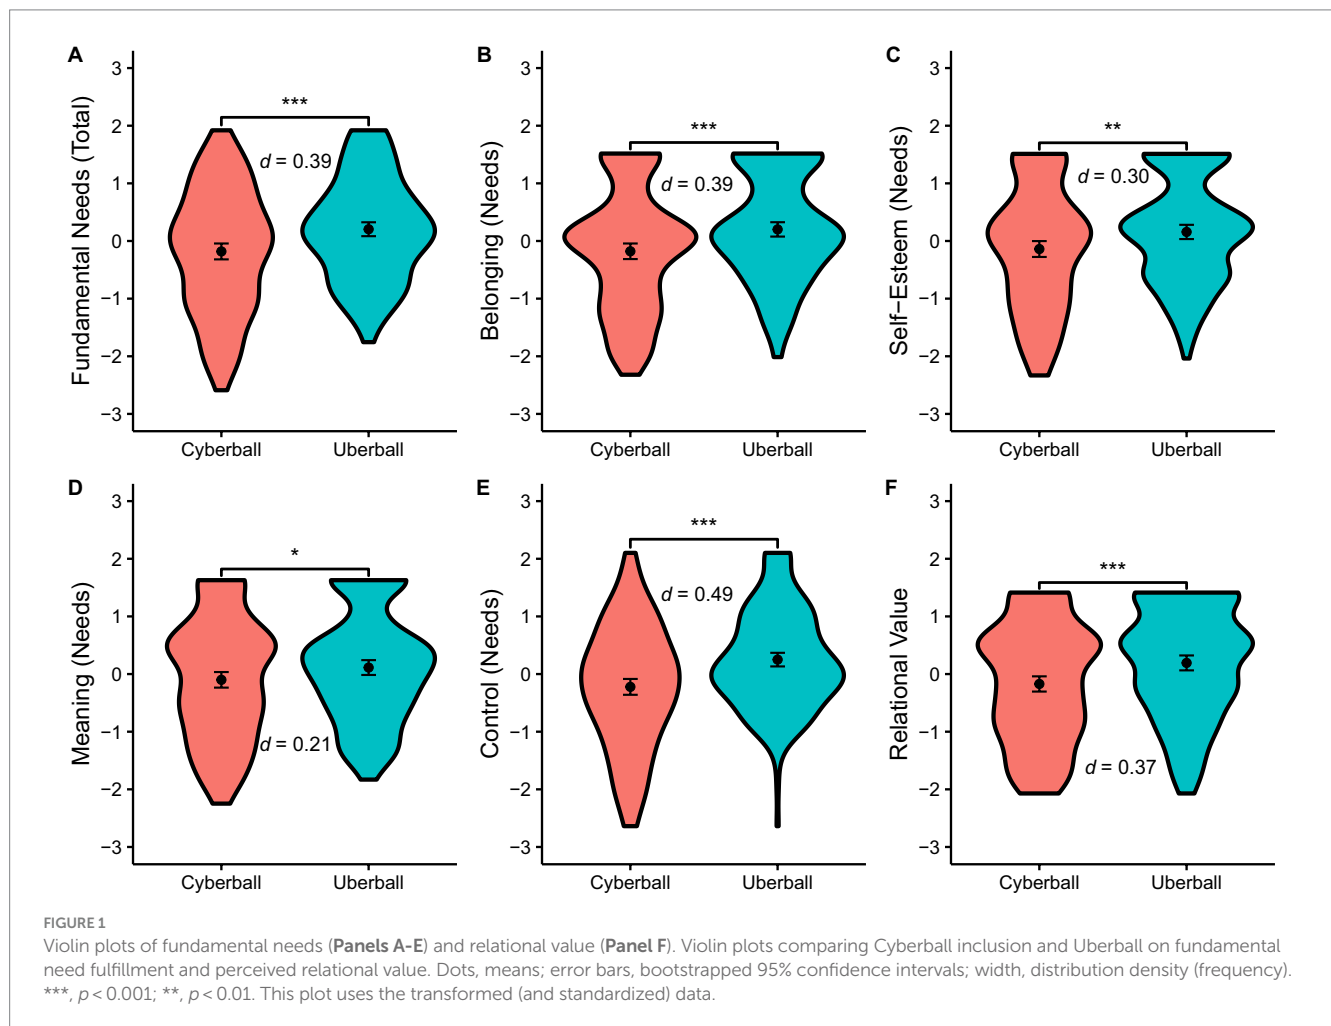 A
Fundamental Needs (Total)
3
2
1
0
−1
−2
−3
***
d = 0.39
Cyberball
Uberball
B
Belonging (Needs)
3
2
1
0
−1
−2
−3
***
d = 0.39
Cyberball
Uberball
C
Self−Esteem (Needs)
3
2
1
0
−1
−2
−3
**
d = 0.30
Cyberball
Uberball
D
Meaning (Needs)
3
2
1
0
−1
−2
−3
*
d = 0.21
Cyberball
Uberball
E
Control (Needs)
3
2
1
0
−1
−2
−3
***
d = 0.49
Cyberball
Uberball
F
Relational Value
3
2
1
0
−1
−2
−3
***
d = 0.37
Cyberball
Uberball
FIGURE 1
Violin plots of fundamental needs (Panels A-E) and relational value (Panel F). Violin plots comparing Cyberball inclusion and Uberball on fundamental
need fulfillment and perceived relational value. Dots, means; error bars, bootstrapped 95% confidence intervals; width, distribution density (frequency).
***, p < 0.001; **, p < 0.01. This plot uses the transformed (and standardized) data.